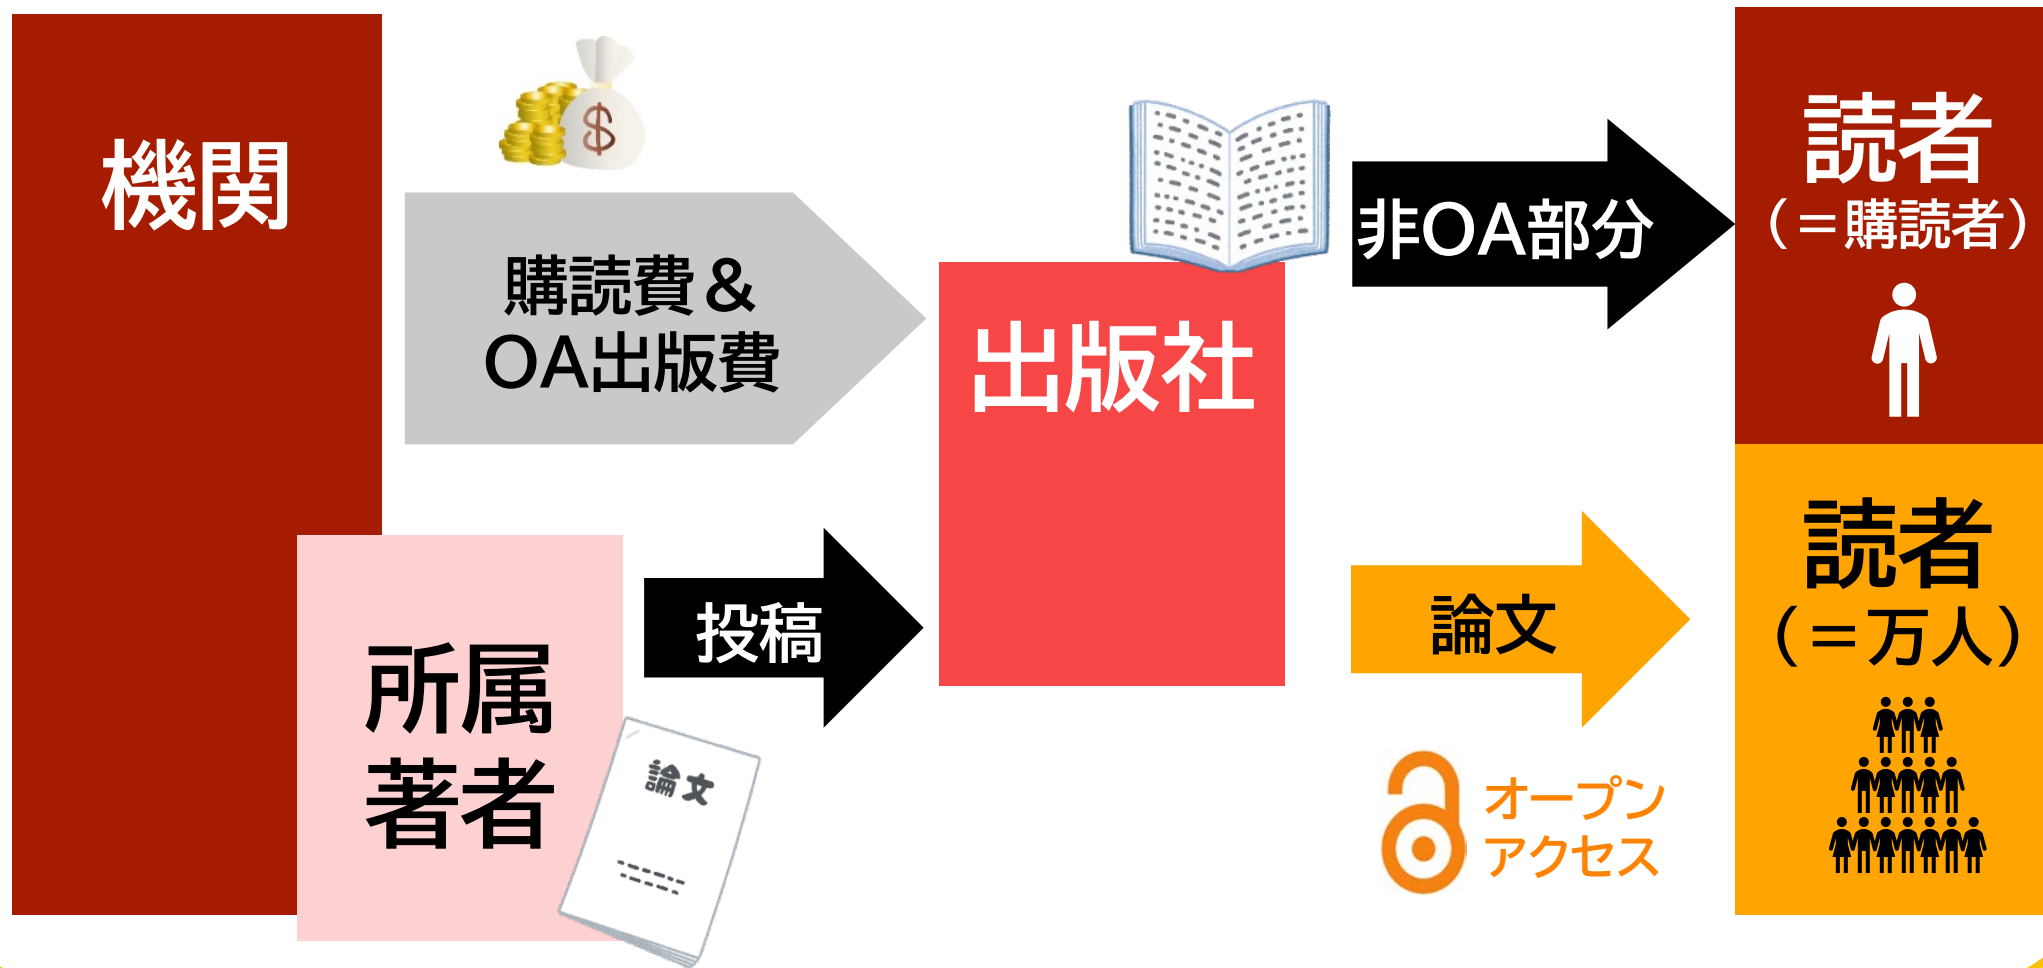 機関
購読費&
OA出版費
出版社
非OA部分
読者
（＝購読者）
所属
著者
論文
投稿
論文
オープン
アクセス
読者
（＝万人）